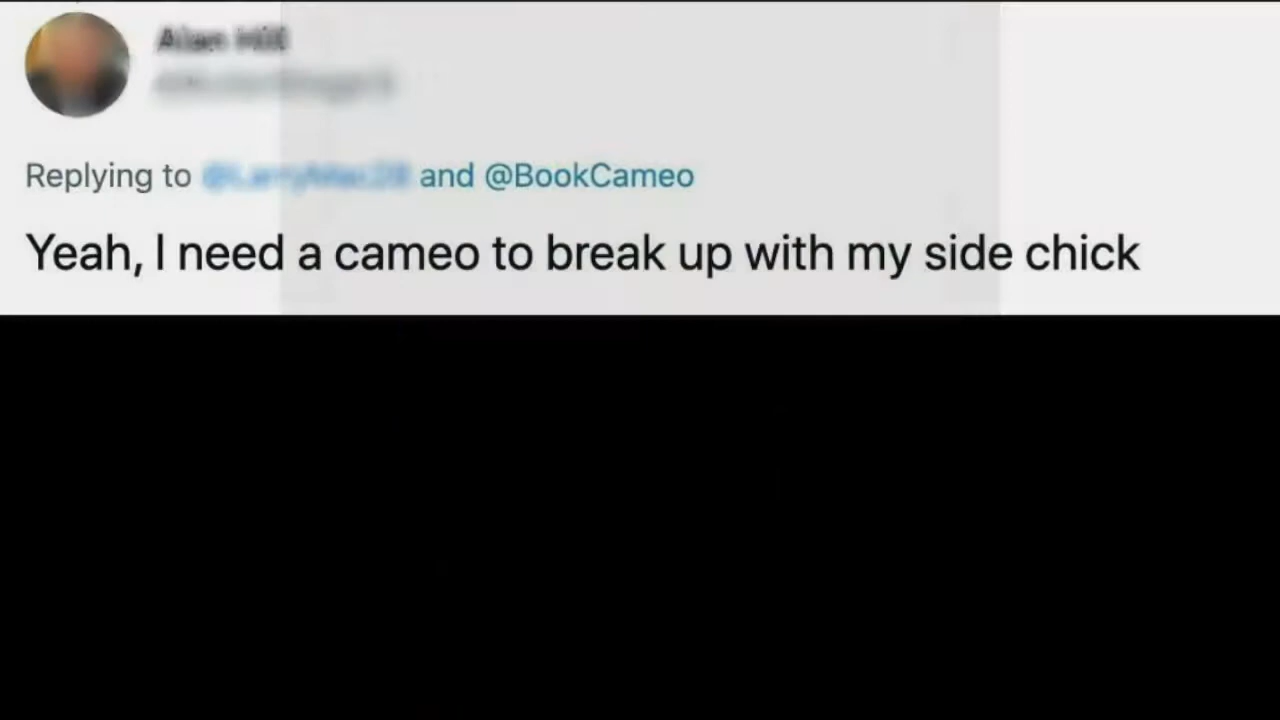 Replying to and @BookCameo
Yeah, I need a cameo to break up with my side chick